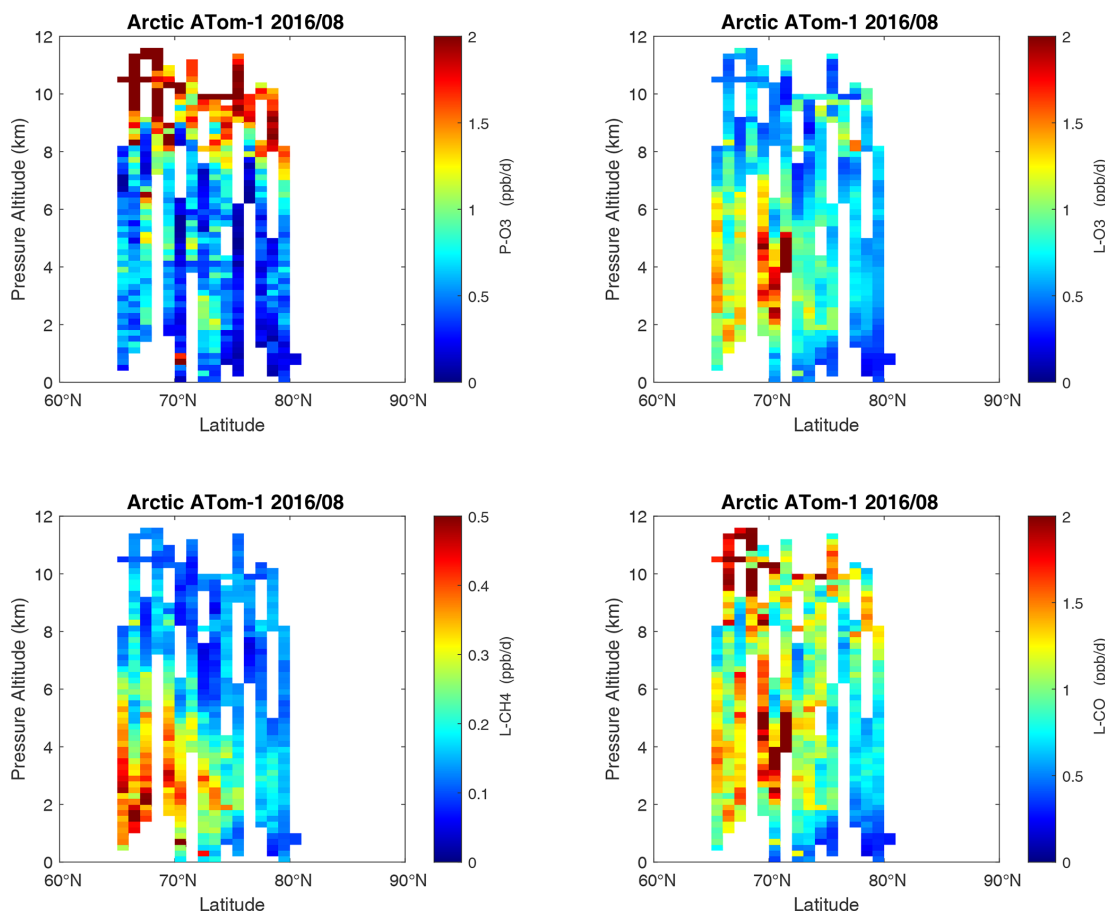 Arctic ATom-1 2016/08
12
10
8
6
4
2
0
Pressure Altitude (km)
60°N
70°N
80°N
90°N
Latitude
2
1.5
1
0.5
0
P-O3 (ppb/d)
Arctic ATom-1 2016/08
12
10
8
6
4
2
0
Pressure Altitude (km)
60°N
70°N
80°N
90°N
Latitude
2
1.5
1
0.5
0
L-O3 (ppb/d)
Arctic ATom-1 2016/08
12
10
8
6
4
2
0
Pressure Altitude (km)
60°N
70°N
80°N
90°N
Latitude
0.5
0.4
0.3
0.2
0.1
0
L-CH4 (ppb/d)
Arctic ATom-1 2016/08
12
10
8
6
4
2
0
Pressure Altitude (km)
60°N
70°N
80°N
90°N
Latitude
2
1.5
1
0.5
0
L-CO (ppb/d)